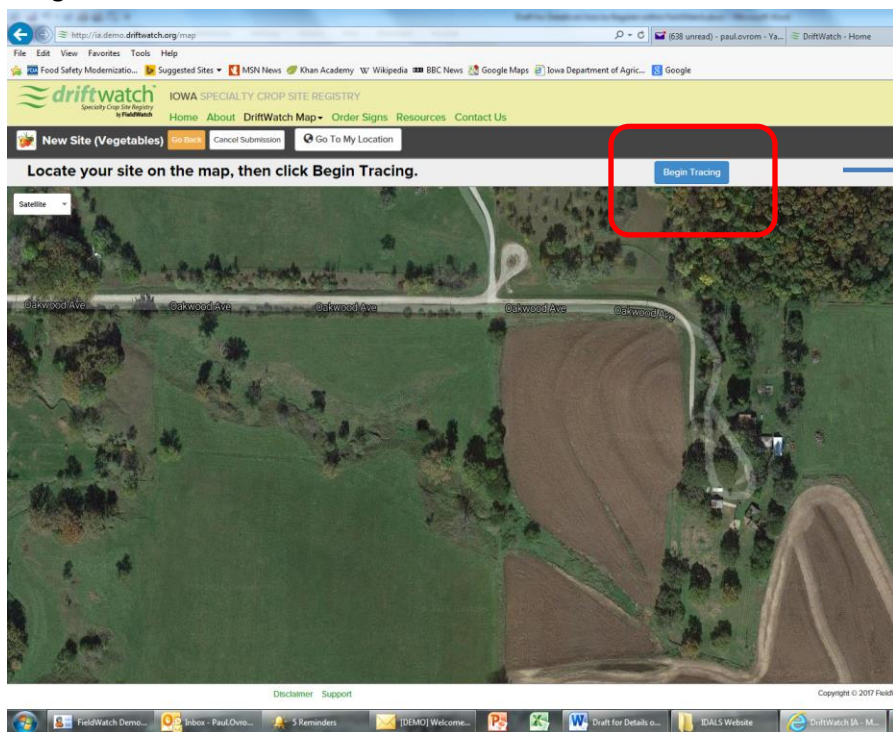 http://ia.demo.driftwatch.org/map
(638 unread) - paul.ovrom - Ya...
DriftWatch - Home
File Edit View Favorites Tools Help
Food Safety Modernizatio... Suggested Sites MSN News Khan Academy W Wikipedia BBC News Google Maps Iowa Department of Agric... Google
driftwatch
Specialty Crop Site Registry
by FieldWatch
IOWA SPECIALTY CROP SITE REGISTRY
Home About DriftWatch Map Order Signs Resources Contact Us
New Site (Vegetables) Go Back Cancel Submission Go To My Location
Locate your site on the map, then click Begin Tracing. Begin Tracing
Satellite
Oakwood Ave Oakwood Ave Oakwood Ave Oakwood Ave Oakwood Ave
Disclaimer Support
Copyright © 2017 Field
FieldWatch Demo... Inbox - Paul.Ovro... 5 Reminders [DEMO] Welcome... Draft for Details o... IDALS Website DriftWatch IA - M...